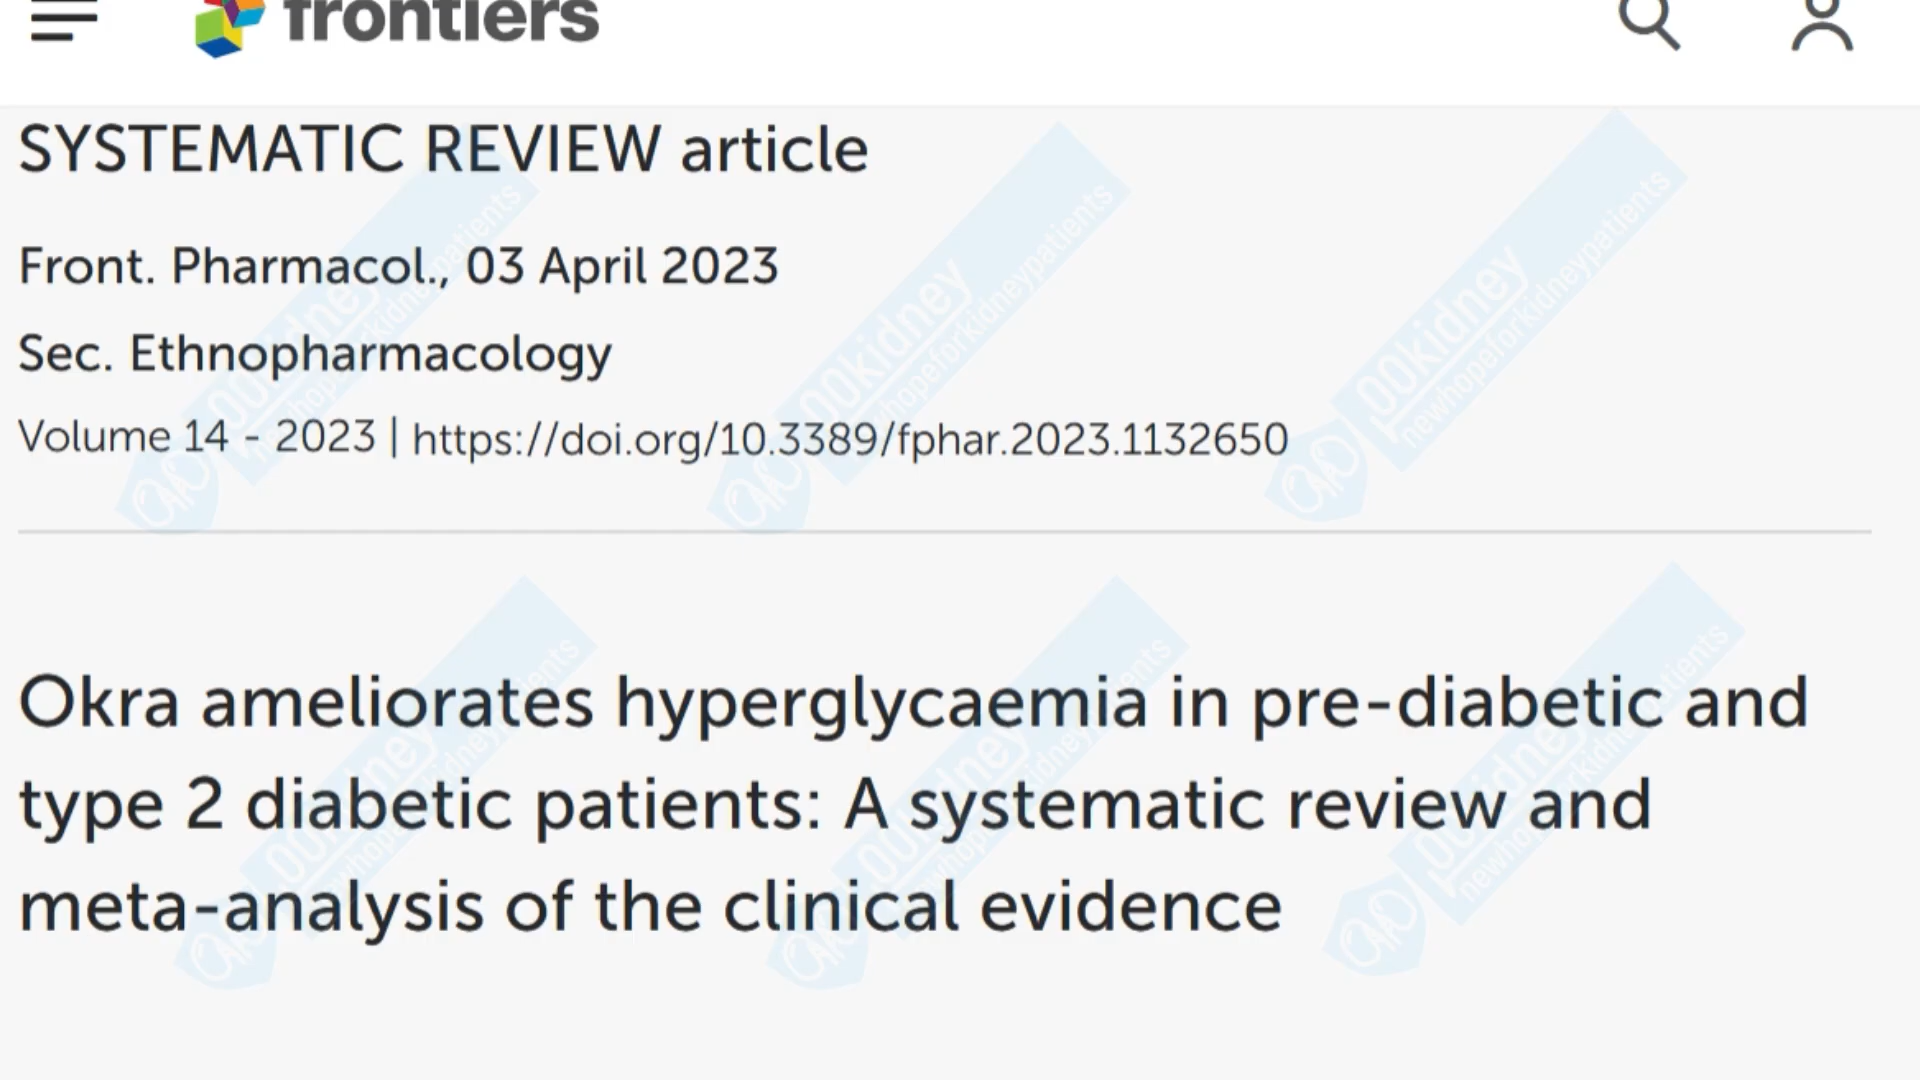 frontiers
SYSTEMATIC REVIEW article
Front. Pharmacol., 03 April 2023
Sec. Ethnopharmacology
Volume 14 - 2023 | https://doi.org/10.3389/fphar.2023.1132650
Okra ameliorates hyperglycaemia in pre-diabetic and
type 2 diabetic patients: A systematic review and
meta-analysis of the clinical evidence
00kidney
newhopeforkidneypatients